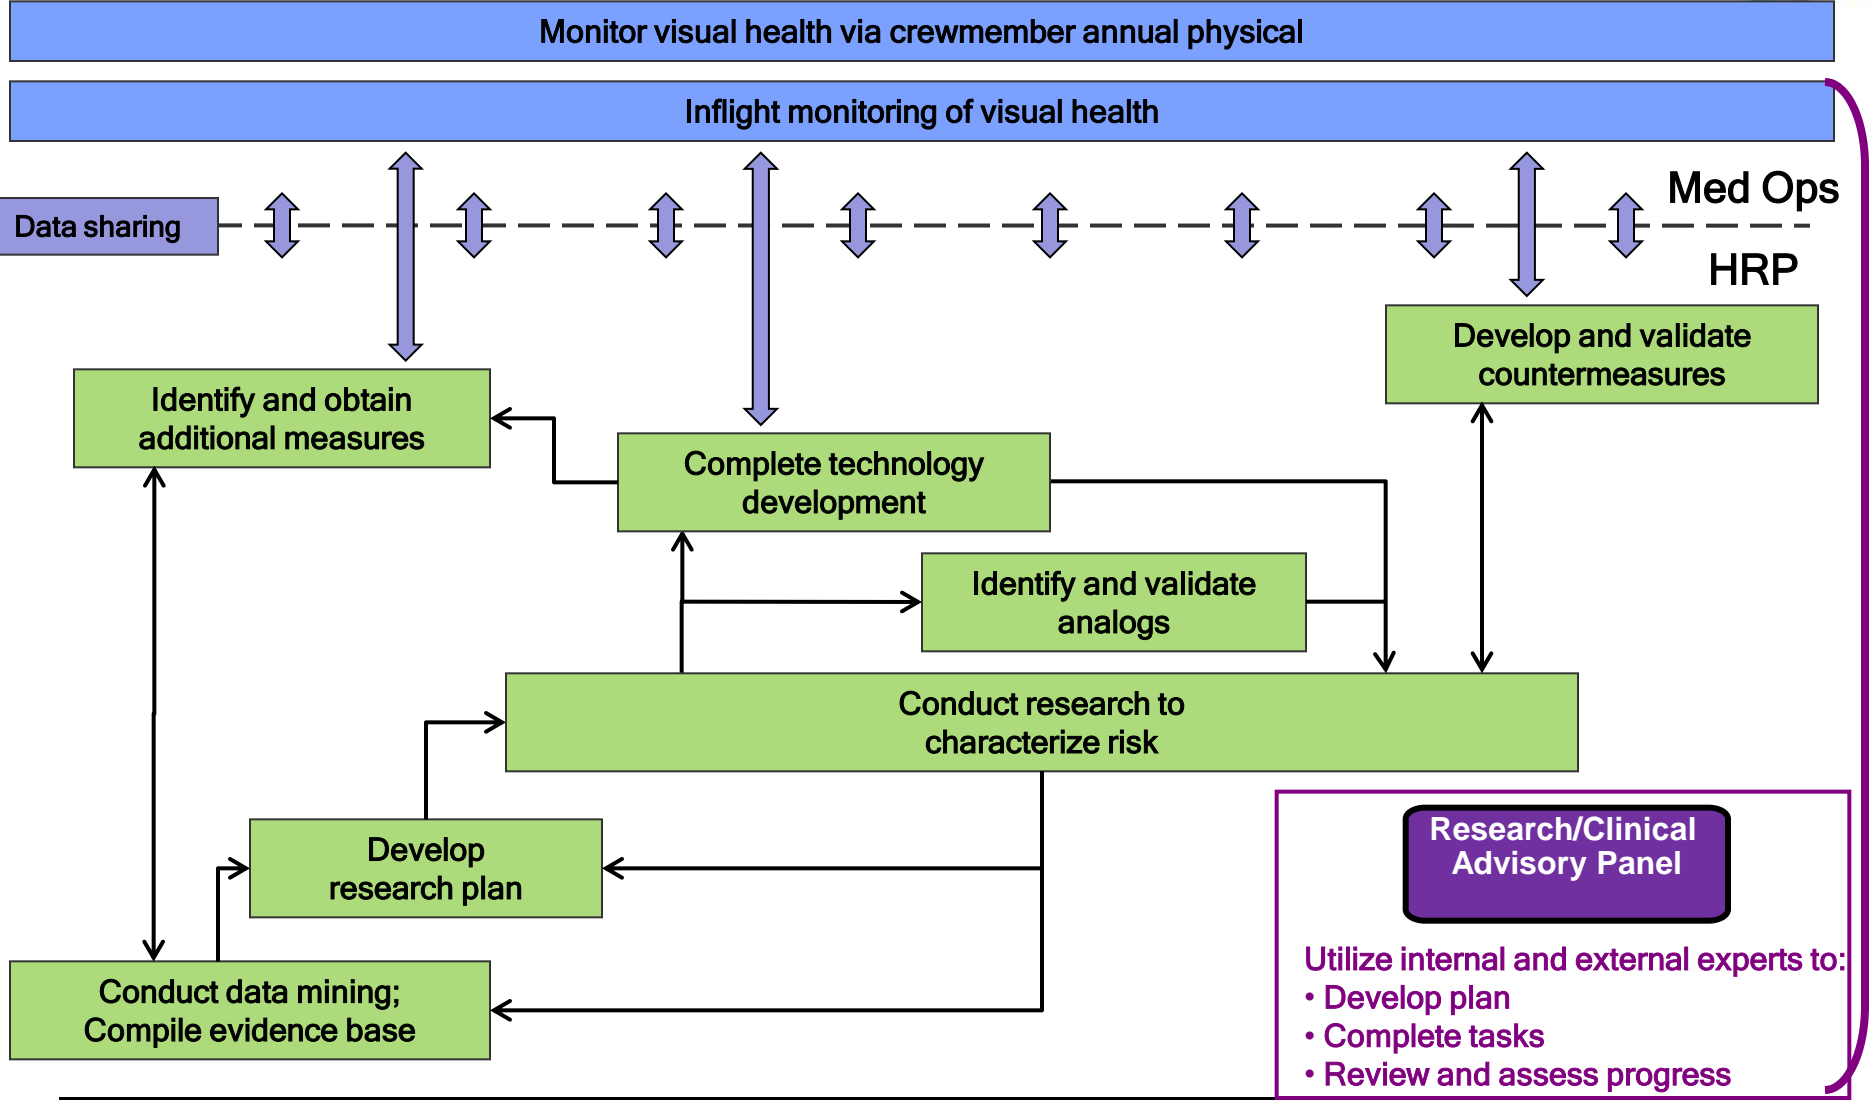 Monitor visual health via crewmember annual physical
Inflight monitoring of visual health
Med Ops
Data sharing
HRP
Develop and validate
countermeasures
Identify and obtain
additional measures
Complete technology
development
Identify and validate
analogs
Conduct research to
characterize risk
Develop
research plan
Research/Clinical
Advisory Panel
Utilize internal and external experts to:
• Develop plan
• Complete tasks
• Review and assess progress
Conduct data mining;
Compile evidence base